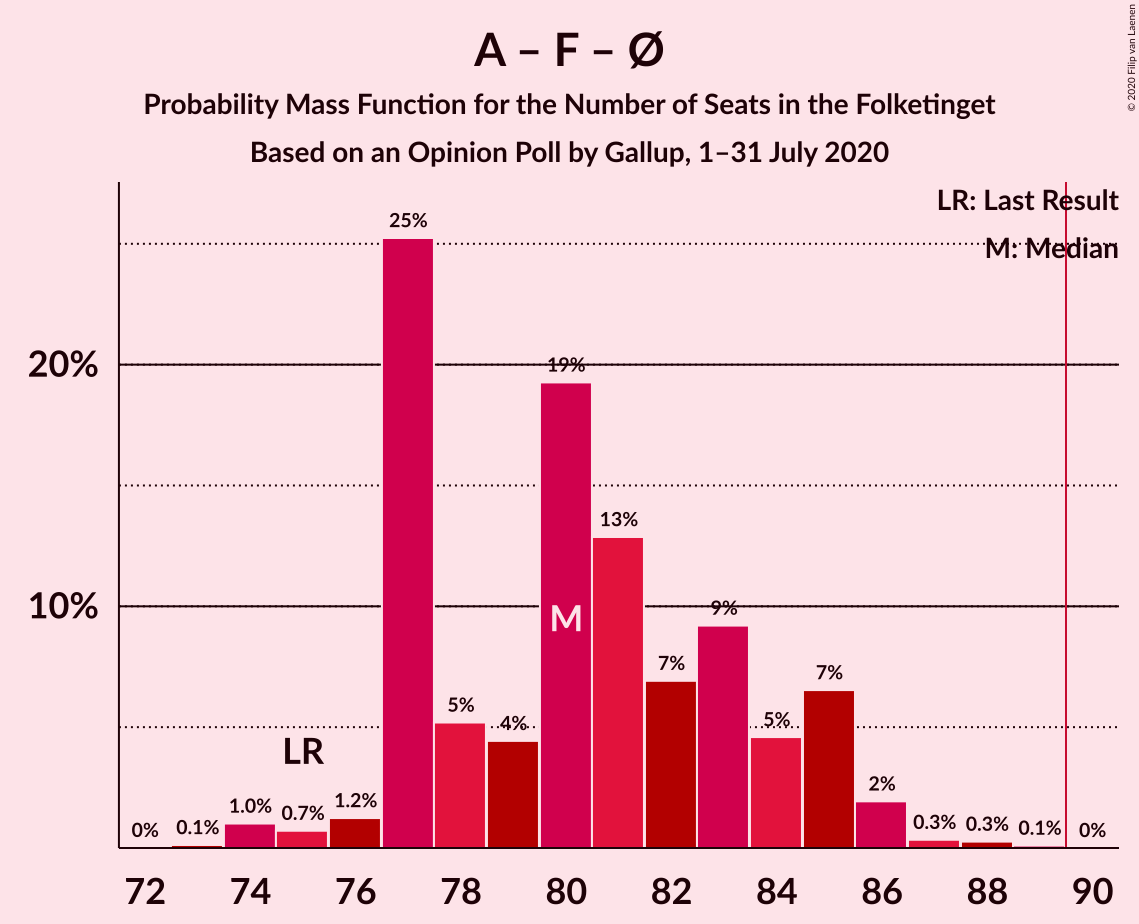 A – F – Ø
Probability Mass Function for the Number of Seats in the Folketinget
Based on an Opinion Poll by Gallup, 1–31 July 2020
© 2020 Filip van Laenen
LR: Last Result
M: Median
20%
10%
0%
0.1%
1.0%
0.7%
1.2%
25%
5%
4%
19%
13%
7%
9%
5%
7%
2%
0.3%
0.3%
0.1%
0%
LR
M
72 74 76 78 80 82 84 86 88 90